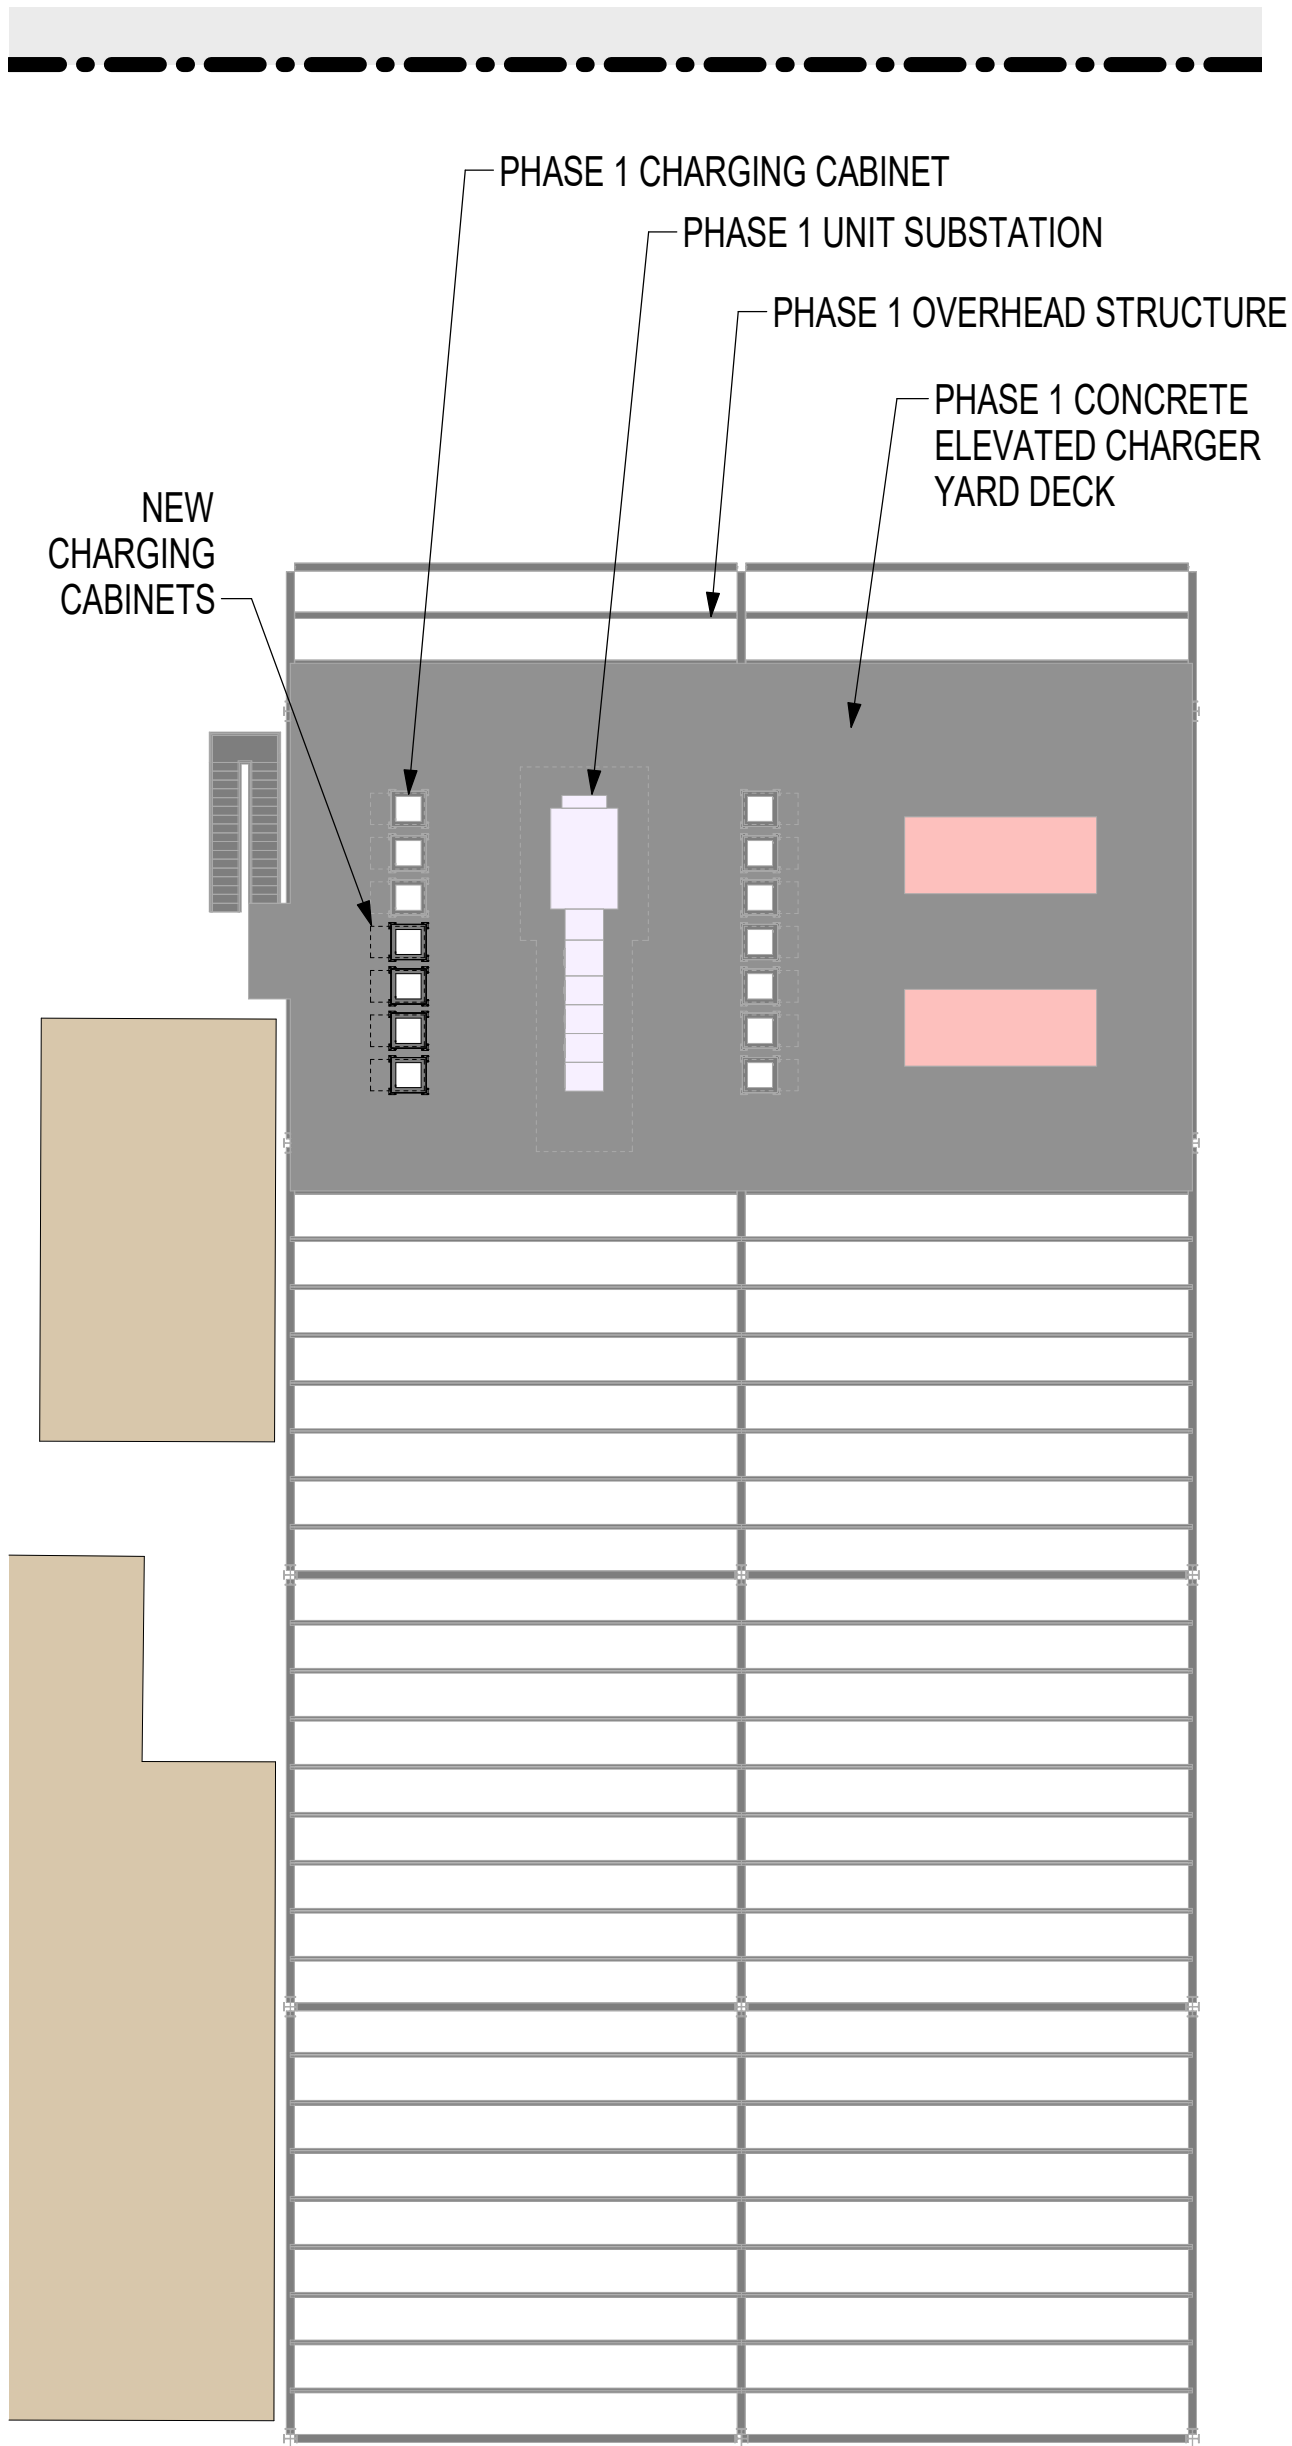 PHASE 1 CHARGING CABINET
PHASE 1 UNIT SUBSTATION
PHASE 1 OVERHEAD STRUCTURE
PHASE 1 CONCRETE
ELEVATED CHARGER
YARD DECK
NEW
CHARGING
CABINETS